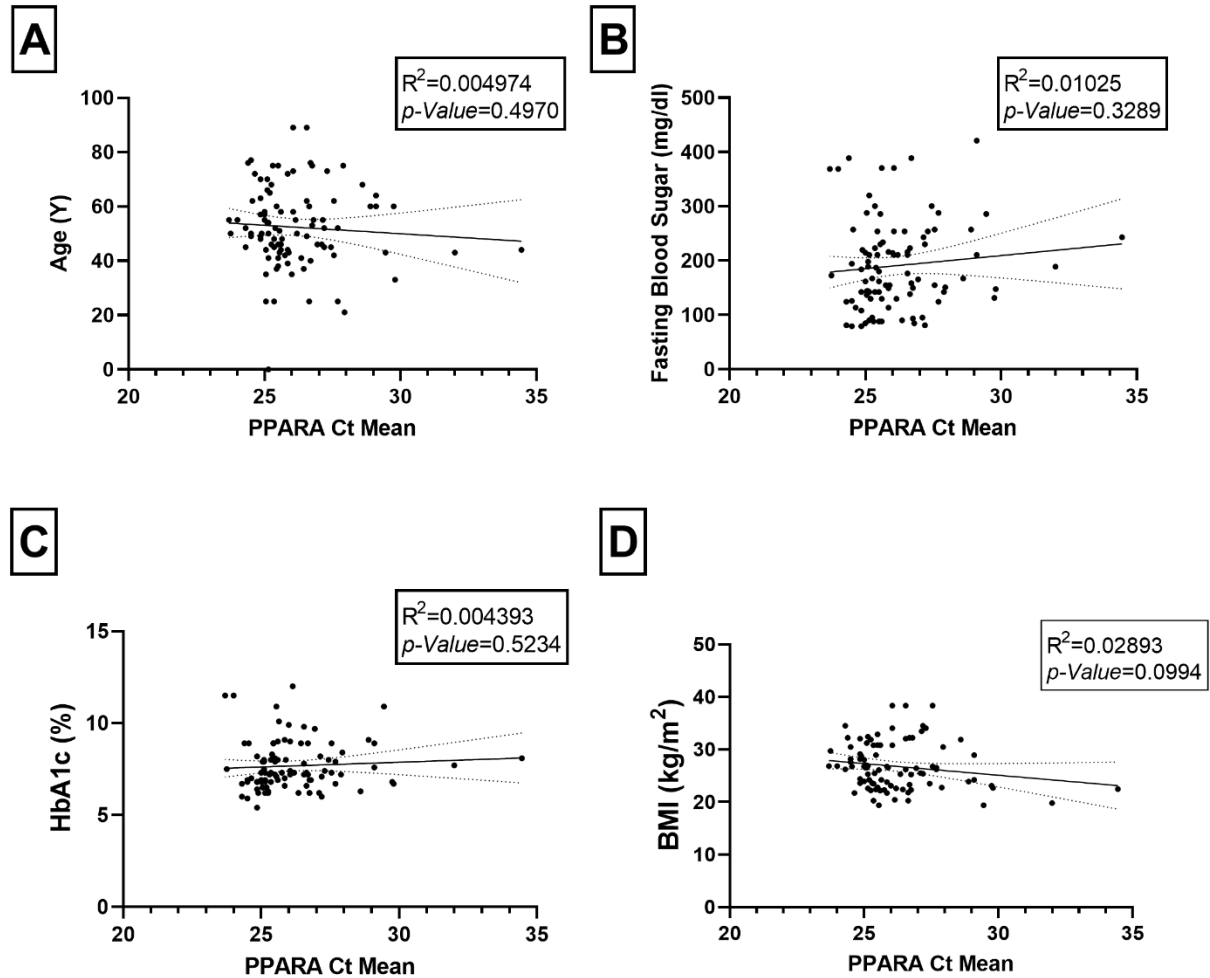 A
R²=0.004974
p-Value=0.4970
Age (Y)
100
80
60
40
20
0
20 25 30 35
PPARA Ct Mean
B
R²=0.01025
p-Value=0.3289
Fasting Blood Sugar (mg/dl)
500
400
300
200
100
0
20 25 30 35
PPARA Ct Mean
C
R²=0.004393
p-Value=0.5234
HbA1c (%)
15
10
5
0
20 25 30 35
PPARA Ct Mean
D
R²=0.02893
p-Value=0.0994
BMI (kg/m²)
50
40
30
20
10
0
20 25 30 35
PPARA Ct Mean